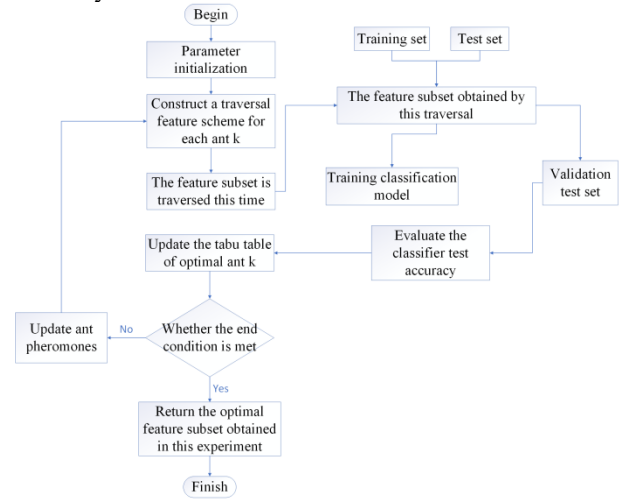 Begin
Parameter
initialization
Construct a traversal
feature scheme for
each ant k
The feature subset is
traversed this time
Training set
Test set
The feature subset obtained by
this traversal
Training classification
model
Validation
test set
Evaluate the
classifier test
accuracy
Update the tabu table
of optimal ant k
Whether the end
condition is met
No
Update ant
pheromones
Yes
Return the optimal
feature subset obtained
in this experiment
Finish